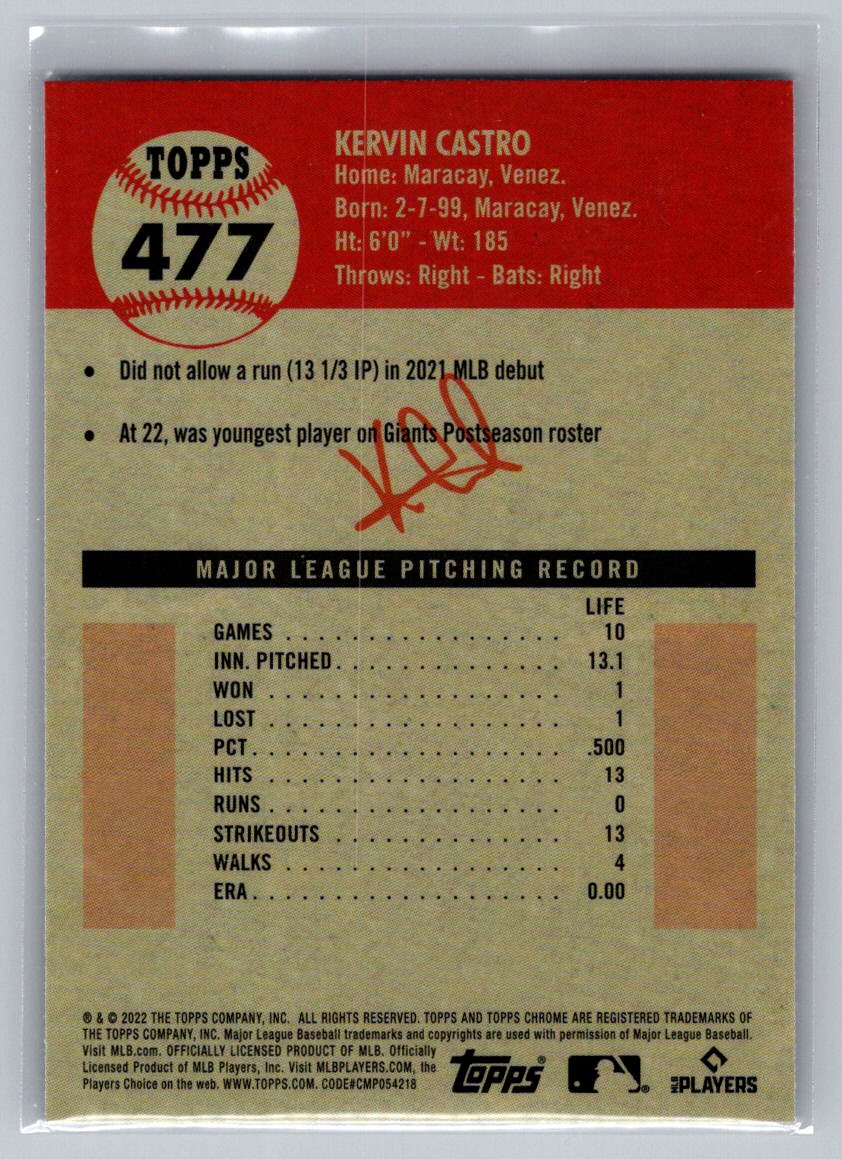 TOPPS
477
KERVIN CASTRO
Home: Maracay, Venez.
Born: 2-7-99, Maracay, Venez.
Ht: 6'0" - Wt: 185
Throws: Right - Bats: Right
• Did not allow a run (13 1/3 IP) in 2021 MLB debut
• At 22, was youngest player on Giants Postseason roster
MAJOR LEAGUE PITCHING RECORD
LIFE
GAMES . . . . . . . . . . . . . . . . . 10
INN. PITCHED . . . . . . . . . . . . . . 13.1
WON . . . . . . . . . . . . . . . . . . 1
LOST . . . . . . . . . . . . . . . . . . 1
PCT . . . . . . . . . . . . . . . . . . . .500
HITS . . . . . . . . . . . . . . . . . . 13
RUNS . . . . . . . . . . . . . . . . . . 0
STRIKEOUTS . . . . . . . . . . . . . . 13
WALKS . . . . . . . . . . . . . . . . . 4
ERA . . . . . . . . . . . . . . . . . . . 0.00
® & © 2022 THE TOPPS COMPANY, INC. ALL RIGHTS RESERVED. TOPPS AND TOPPS CHROME ARE REGISTERED TRADEMARKS OF
THE TOPPS COMPANY, INC. Major League Baseball trademarks and copyrights are used with permission of Major League Baseball.
Visit MLB.com. OFFICIALLY LICENSED PRODUCT OF MLB. Officially
Licensed Product of MLB Players, Inc. Visit MLBPLAYERS.COM, the
Players Choice on the web. WWW.TOPPS.COM. CODE#CMP054218
Topps®
®
MLB PLAYERS